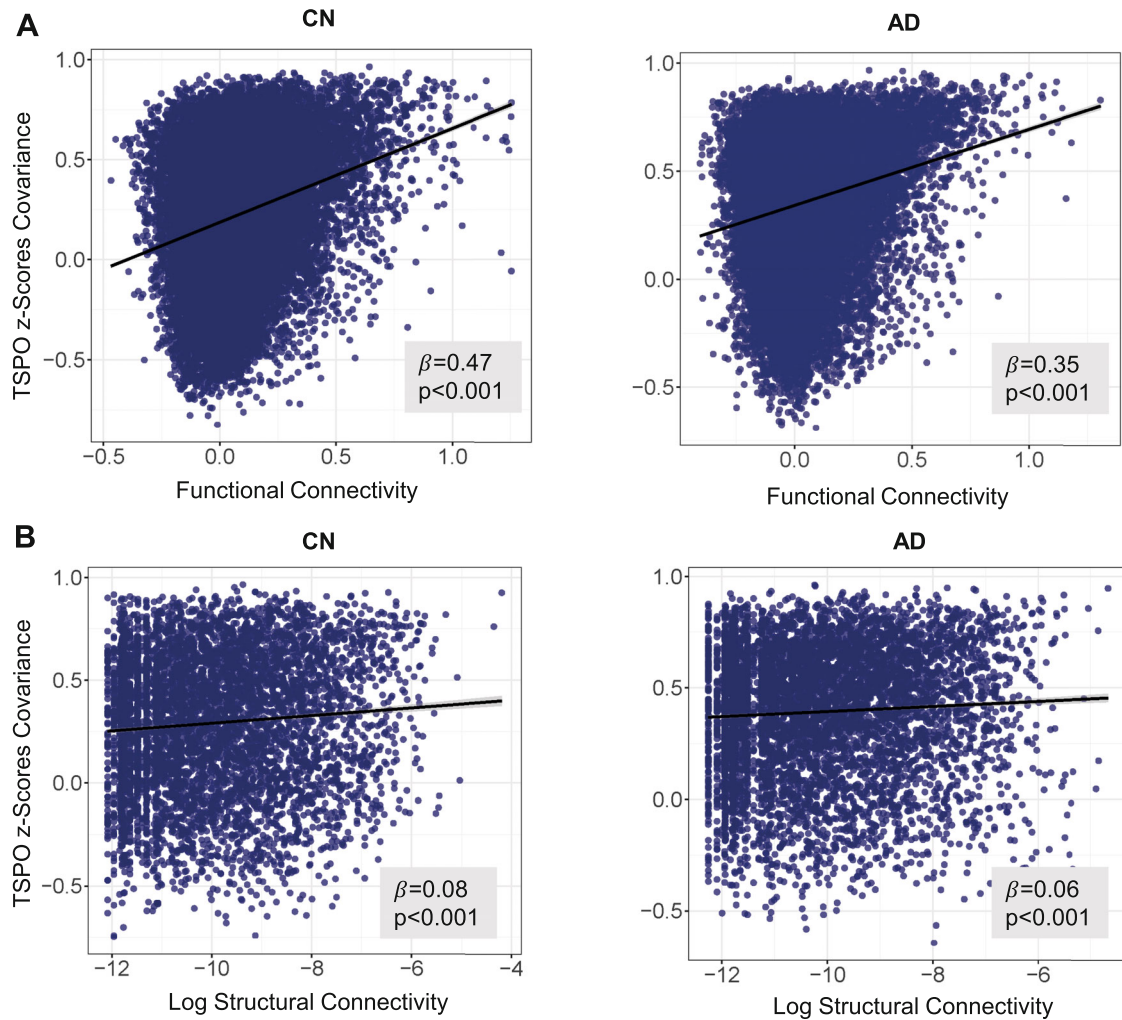 A
CN
TSPO z-Scores Covariance
1.0
0.5
0.0
−0.5
β=0.47
p<0.001
−0.5 0.0 0.5 1.0
Functional Connectivity
AD
1.0
0.5
0.0
−0.5
β=0.35
p<0.001
0.0 0.5 1.0
Functional Connectivity
B
CN
TSPO z-Scores Covariance
1.0
0.5
0.0
−0.5
β=0.08
p<0.001
−12 −10 −8 −6 −4
Log Structural Connectivity
AD
1.0
0.5
0.0
−0.5
β=0.06
p<0.001
−12 −10 −8 −6
Log Structural Connectivity